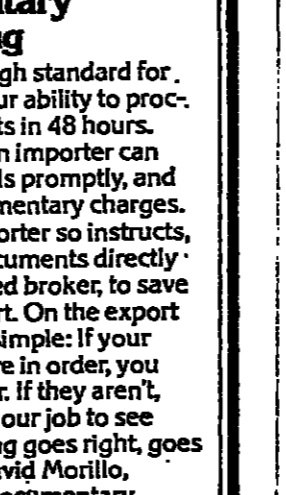 gh standard for
ur ability to proc-
ts in 48 hours.
n importer can
ls promptly, and
mentary charges.
orter so instructs,
cuments directly
ed broker, to save
rt. On the export
imple: If your
re in order, you
r. If they aren't,
our job to see
ng goes right, goes
vid Morillo,